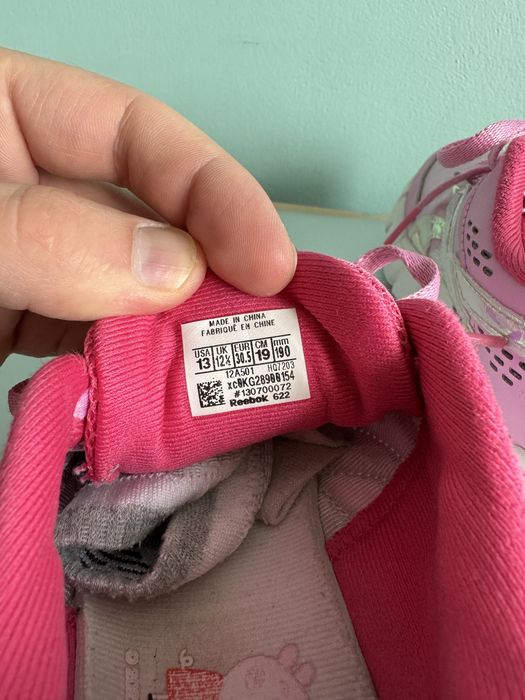 MADE IN CHINA
FABRIQUÉ EN CHINE
USA UK EUR CM mm
13 12½ 30.5 19 190
12A501 HQ7203
xc0KG28900154
#130700072
Reebok 622